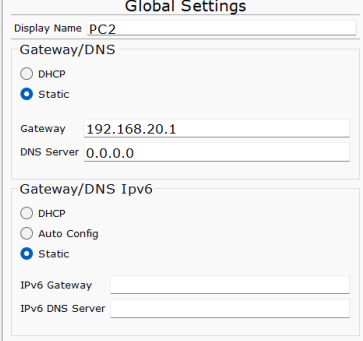 Global Settings
Display Name PC2
Gateway/DNS
DHCP
Static
Gateway 192.168.20.1
DNS Server 0.0.0.0
Gateway/DNS Ipv6
DHCP
Auto Config
Static
IPv6 Gateway
IPv6 DNS Server